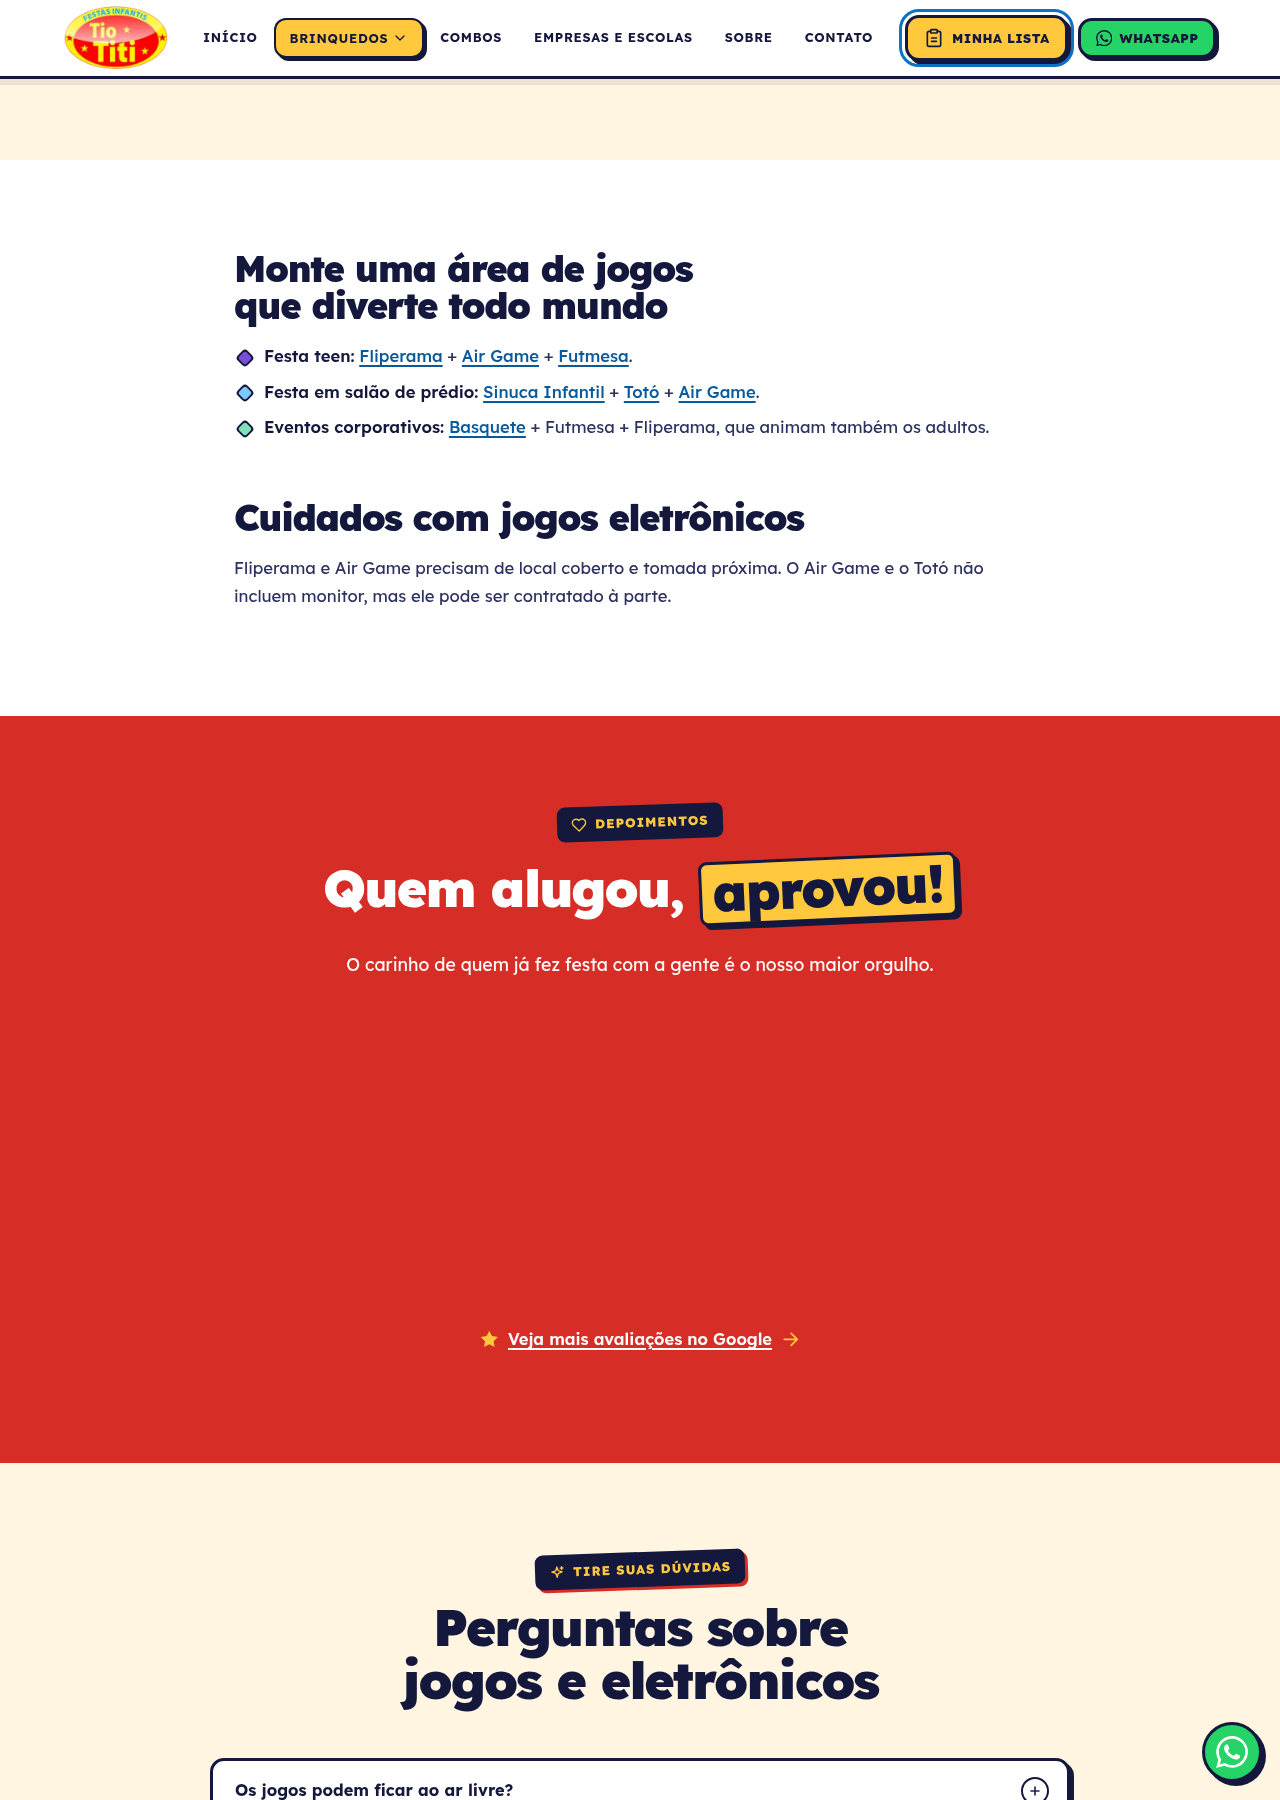 FESTAS INFANTIS
Tio
Titi
INÍCIO
BRINQUEDOS
COMBOS
EMPRESAS E ESCOLAS
SOBRE
CONTATO
MINHA LISTA
WHATSAPP
Monte uma área de jogos
que diverte todo mundo
Festa teen: Fliperama + Air Game + Futmesa.
Festa em salão de prédio: Sinuca Infantil + Totó + Air Game.
Eventos corporativos: Basquete + Futmesa + Fliperama, que animam também os adultos.
Cuidados com jogos eletrônicos
Fliperama e Air Game precisam de local coberto e tomada próxima. O Air Game e o Totó não
incluem monitor, mas ele pode ser contratado à parte.
DEPOIMENTOS
Quem alugou, aprovou!
O carinho de quem já fez festa com a gente é o nosso maior orgulho.
Veja mais avaliações no Google
TIRE SUAS DÚVIDAS
Perguntas sobre
jogos e eletrônicos
Os jogos podem ficar ao ar livre?